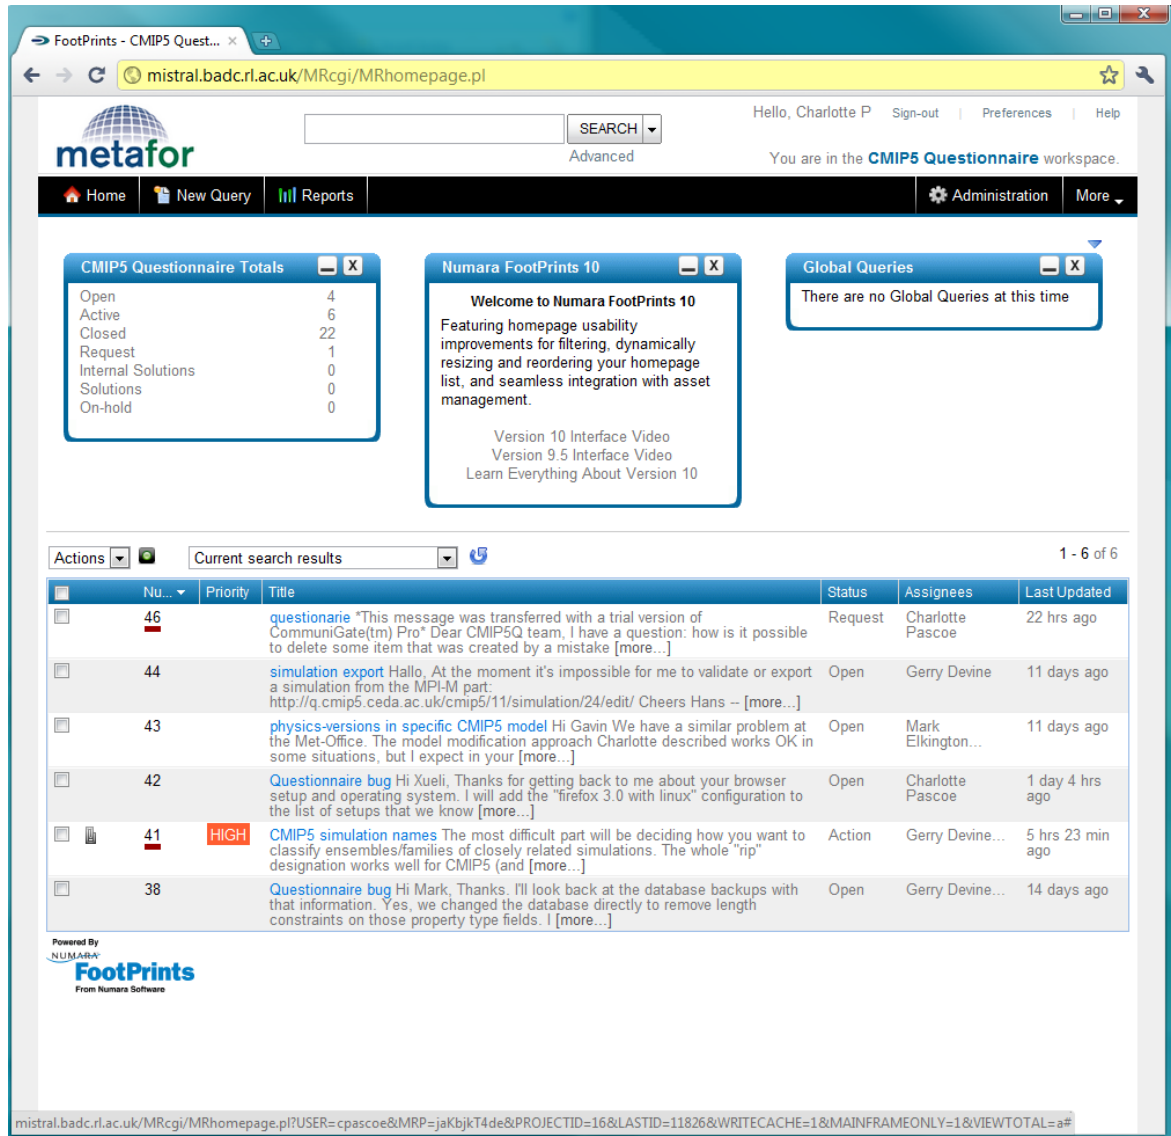 FootPrints - CMIP5 Quest...
mistral.badc.rl.ac.uk/MRcgi/MRhomepage.pl
metafor
SEARCH
Advanced
Hello, Charlotte P Sign-out | Preferences | Help
You are in the CMIP5 Questionnaire workspace.
Home New Query Reports Administration More
CMIP5 Questionnaire Totals
Open 4
Active 6
Closed 22
Request 1
Internal Solutions 0
Solutions 0
On-hold 0
Numara FootPrints 10
Welcome to Numara FootPrints 10
Featuring homepage usability
improvements for filtering, dynamically
resizing and reordering your homepage
list, and seamless integration with asset
management.
Version 10 Interface Video
Version 9.5 Interface Video
Learn Everything About Version 10
Global Queries
There are no Global Queries at this time
Actions Current search results 1 - 6 of 6
Nu... Priority Title Status Assignees Last Updated
46 questionarie *This message was transferred with a trial version of Request Charlotte 22 hrs ago
CommuniGate(tm) Pro* Dear CMIP5Q team, I have a question: how is it possible Pascoe
to delete some item that was created by a mistake [more...]
44 simulation export Hallo, At the moment it's impossible for me to validate or export Open Gerry Devine 11 days ago
a simulation from the MPI-M part:
http://q.cmip5.ceda.ac.uk/cmip5/11/simulation/24/edit/ Cheers Hans -- [more...]
43 physics-versions in specific CMIP5 model Hi Gavin We have a similar problem at Open Mark 11 days ago
the Met-Office. The model modification approach Charlotte described works OK in Elkington...
some situations, but I expect in your [more...]
42 Questionnaire bug Hi Xueli, Thanks for getting back to me about your browser Open Charlotte 1 day 4 hrs
setup and operating system. I will add the "firefox 3.0 with linux" configuration to Pascoe ago
the list of setups that we know [more...]
41 HIGH CMIP5 simulation names The most difficult part will be deciding how you want to Action Gerry Devine... 5 hrs 23 min
classify ensembles/families of closely related simulations. The whole "rip" ago
designation works well for CMIP5 (and [more...]
38 Questionnaire bug Hi Mark, Thanks. I'll look back at the database backups with Open Gerry Devine... 14 days ago
that information. Yes, we changed the database directly to remove length
constraints on those property type fields. I [more...]
Powered By
NUMARA
FootPrints
From Numara Software
mistral.badc.rl.ac.uk/MRcgi/MRhomepage.pl?USER=cpascoe&MRP=jaKbjkT4de&PROJECTID=16&LASTID=11826&WRITECACHE=1&MAINFRAMEONLY=1&VIEWTOTAL=a#